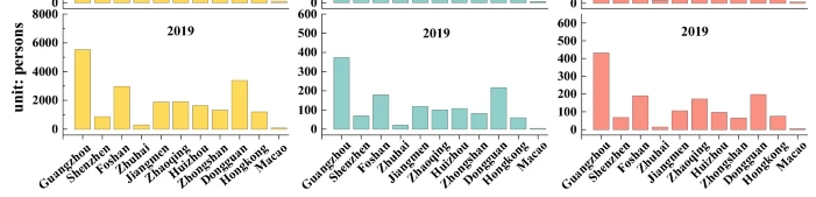 0 0 0
8000 600 600
2019 2019 2019
500 500
6000
400 400
4000 300 300
200 200
2000
100 100
0 0 0
unit: persons
Guangzhou Shenzhen Foshan Zhuhai Jiangmen Zhaoqing Huizhou Zhongshan Dongguan Hongkong Macao
Guangzhou Shenzhen Foshan Zhuhai Jiangmen Zhaoqing Huizhou Zhongshan Dongguan Hongkong Macao
Guangzhou Shenzhen Foshan Zhuhai Jiangmen Zhaoqing Huizhou Zhongshan Dongguan Hongkong Macao